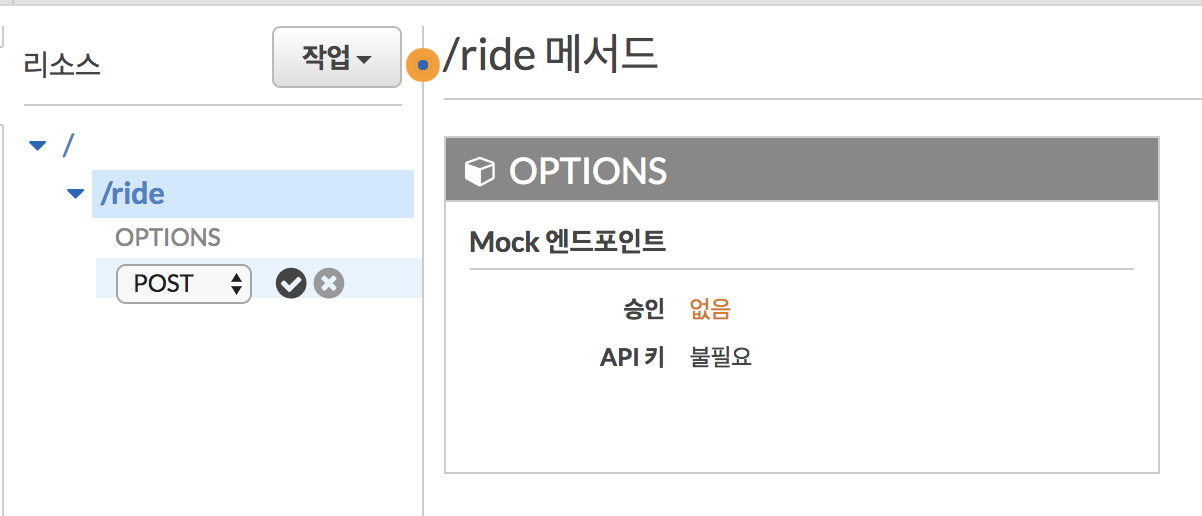 리소스
작업
/ride 메서드
/
/ride
OPTIONS
POST
OPTIONS
Mock 엔드포인트
승인 없음
API 키 불필요